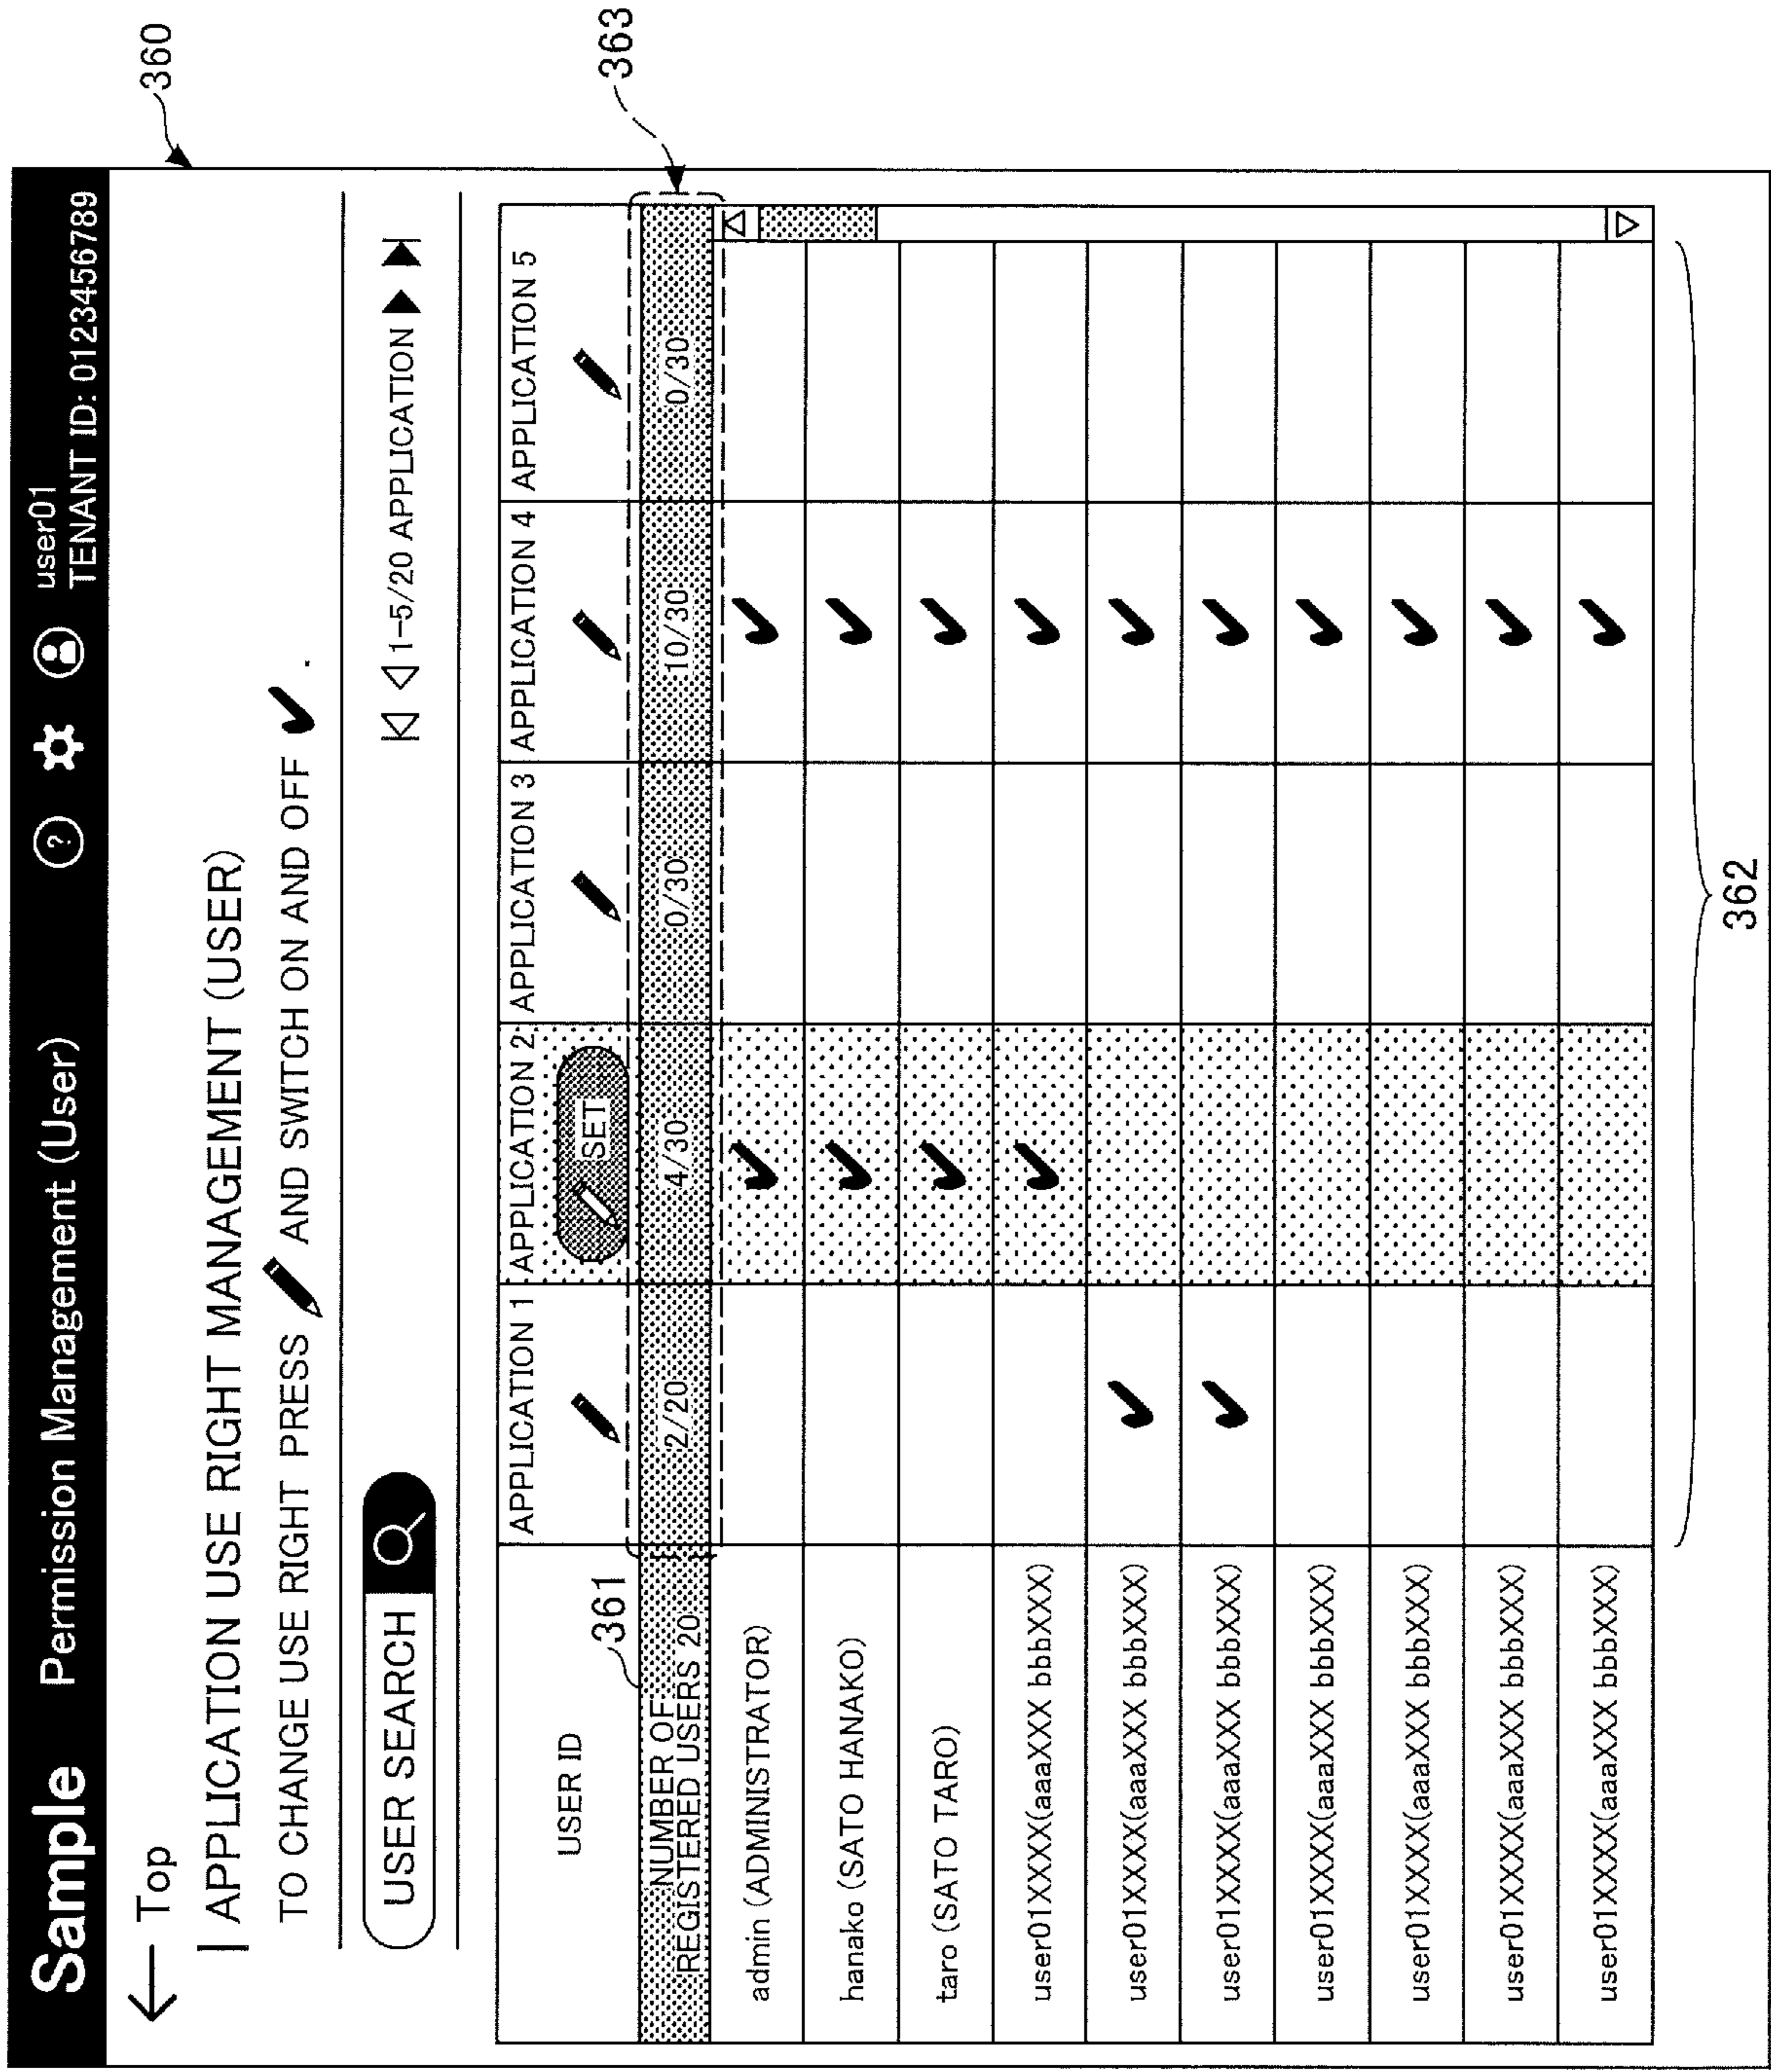 Sample Permission Management (User) ? user01
TENANT ID: 0123456789
360
← Top
APPLICATION USE RIGHT MANAGEMENT (USER)
TO CHANGE USE RIGHT PRESS AND SWITCH ON AND OFF ✔ .
USER SEARCH
1-5/20 APPLICATION
363
USER ID APPLICATION 1 APPLICATION 2 APPLICATION 3 APPLICATION 4 APPLICATION 5
SET
361
NUMBER OF
REGISTERED USERS 20 2/20 4/30 0/30 10/30 0/30
admin (ADMINISTRATOR) ✔ ✔
hanako (SATO HANAKO) ✔ ✔
taro (SATO TARO) ✔ ✔
user01XXXX(aaaXXX bbbXXX) ✔ ✔
user01XXXX(aaaXXX bbbXXX) ✔ ✔
user01XXXX(aaaXXX bbbXXX) ✔ ✔
user01XXXX(aaaXXX bbbXXX) ✔
user01XXXX(aaaXXX bbbXXX) ✔
user01XXXX(aaaXXX bbbXXX) ✔
user01XXXX(aaaXXX bbbXXX) ✔
362